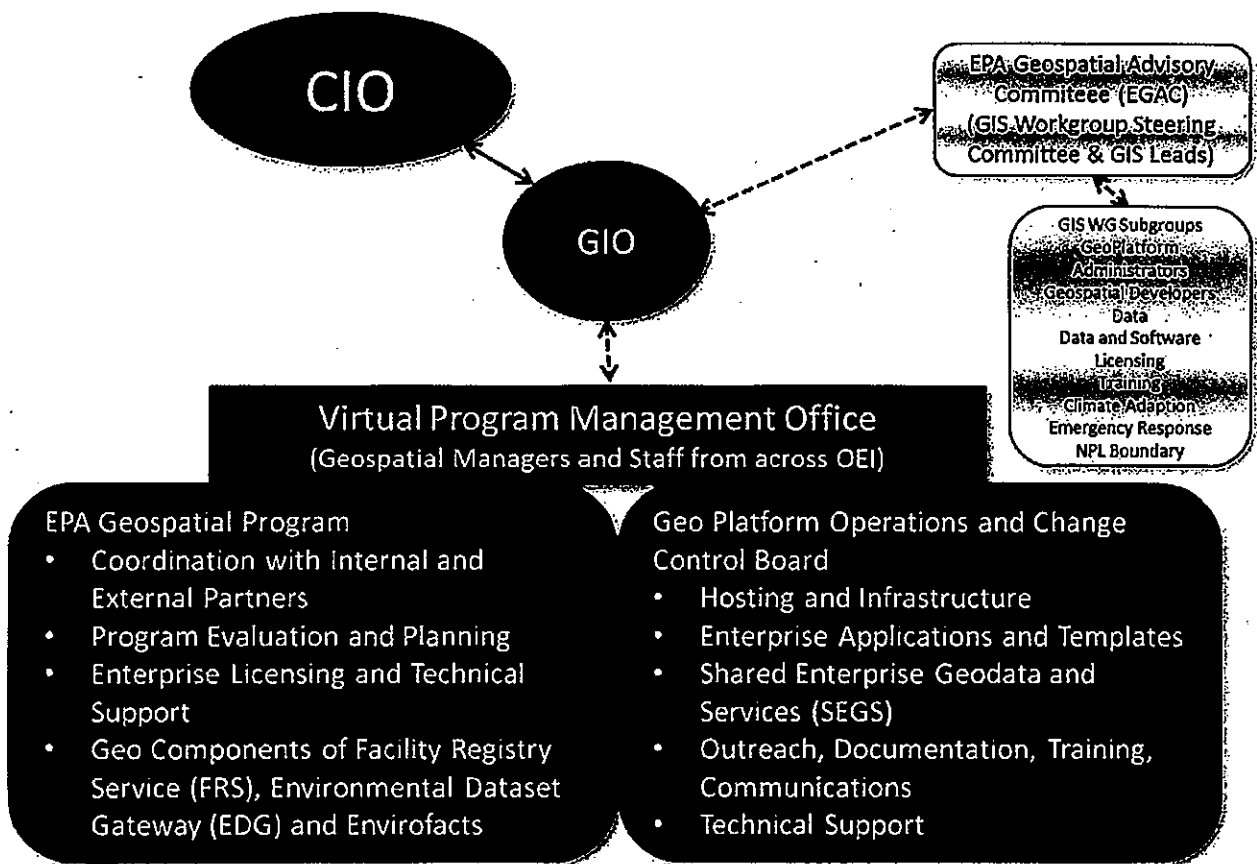 CIO
EPA Geospatial Advisory
Commiteee (EGAC)
(GIS Workgroup Steering
Committee & GIS Leads)
GIO
GIS WG Subgroups
GeoPlatform
Administrators
Geospatial Developers
Data
Data and Software
Licensing
Training
Climate Adaption
Emergency Response
NPL Boundary
Virtual Program Management Office
(Geospatial Managers and Staff from across OEI)
EPA Geospatial Program
• Coordination with Internal and
External Partners
• Program Evaluation and Planning
• Enterprise Licensing and Technical
Support
• Geo Components of Facility Registry
Service (FRS), Environmental Dataset
Gateway (EDG) and Envirofacts
Geo Platform Operations and Change
Control Board
• Hosting and Infrastructure
• Enterprise Applications and Templates
• Shared Enterprise Geodata and
Services (SEGS)
• Outreach, Documentation, Training,
Communications
• Technical Support